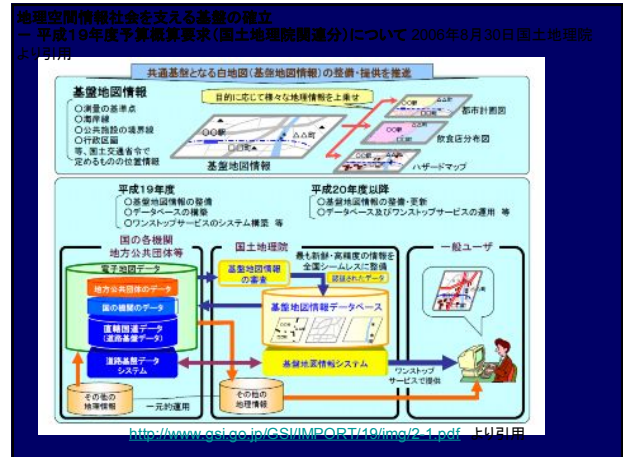 地理空間情報社会を支える基盤の確立
－ 平成19年度予算概算要求（国土地理院関連分）について 2006年8月30日国土地理院
より引用
共通基盤となる白地図（基盤地図情報）の整備・提供を推進
基盤地図情報
○測量の基準点
○海岸線
○公共施設の境界線
○行政区画
等、国土交通省令で
定めるものの位置情報
目的に応じて様々な地理情報を上乗せ
○○駅
△△町
○□町▲
基盤地図情報
都市計画図
飲食店分布図
ハザードマップ
平成19年度
○基盤地図情報の整備
○データベースの構築
○ワンストップサービスのシステム構築 等
平成20年度以降
○基盤地図情報の整備・更新
○データベース及びワンストップサービスの運用 等
国の各機関
地方公共団体等
電子地図データ
地方公共団体のデータ
国の機関のデータ
直轄国道データ
（道路基盤データ）
道路基盤データ
システム
その他の
地理情報
一元的運用
国土地理院
基盤地図情報
の審査
最も新鮮・高精度の情報を
全国シームレスに整備
認証されたデータ
基盤地図情報データベース
基盤地図情報システム
その他の
地理情報
ワンストップ
サービスで提供
一般ユーザ
http://www.gsi.go.jp/GSI/IMPORT/19/img/2-1.pdf より引用